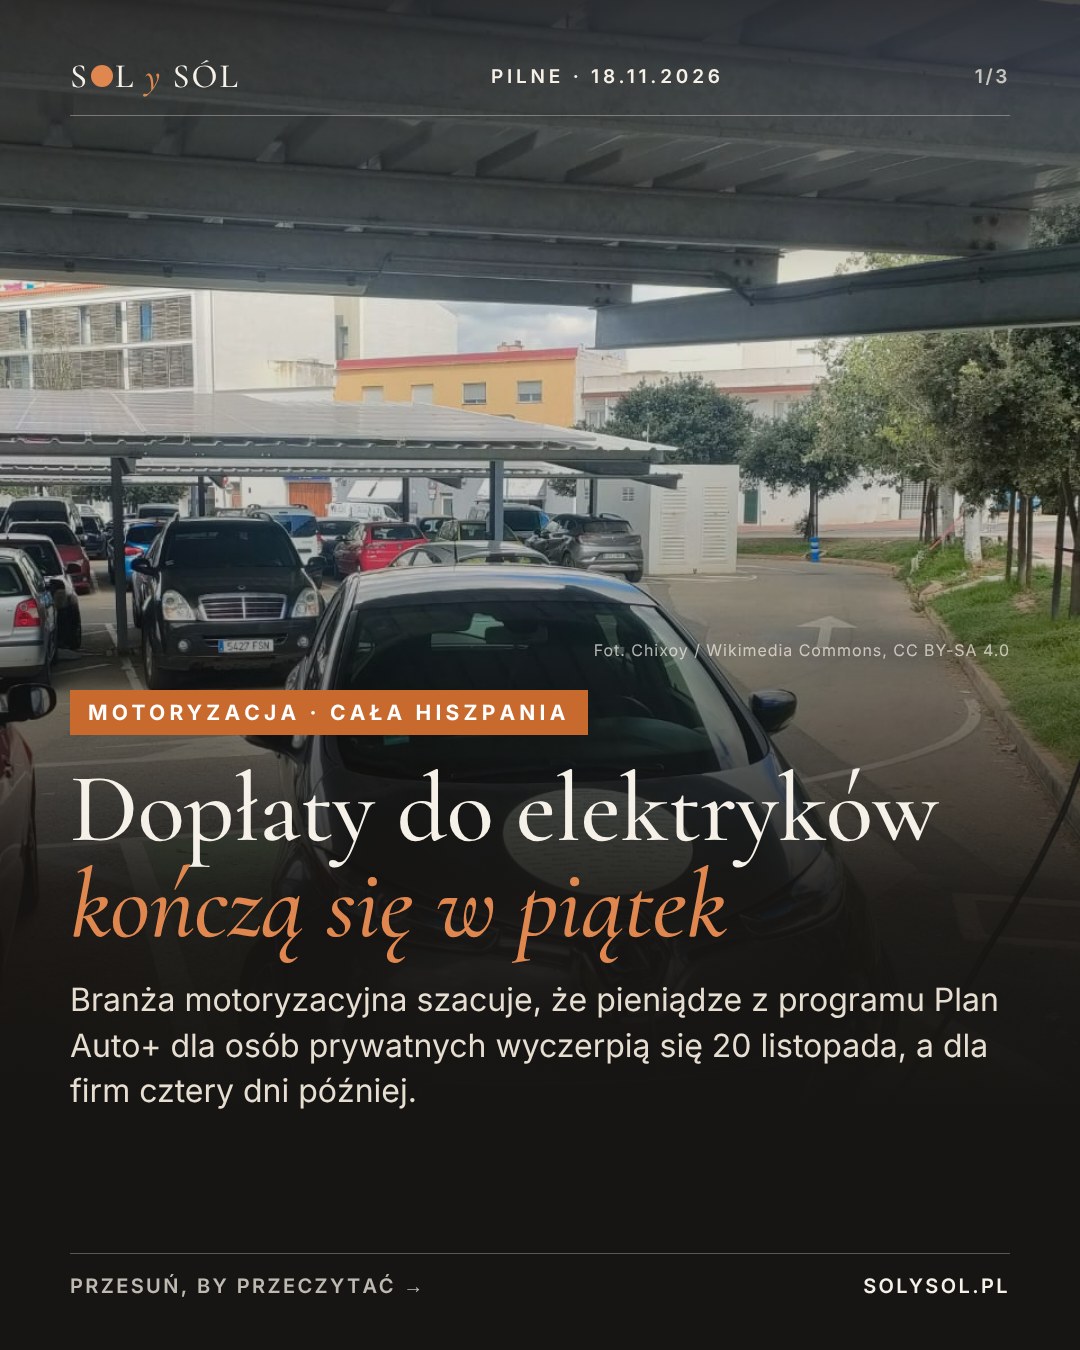 SOL y SÓL
PILNE · 18.11.2026
1/3
5427 FSN
Fot. Chixoy / Wikimedia Commons, CC BY-SA 4.0
MOTORYZACJA · CAŁA HISZPANIA
Dopłaty do elektryków
kończą się w piątek
Branża motoryzacyjna szacuje, że pieniądze z programu Plan
Auto+ dla osób prywatnych wyczerpią się 20 listopada, a dla
firm cztery dni później.
PRZESUŃ, BY PRZECZYTAĆ →
SOLYSOL.PL